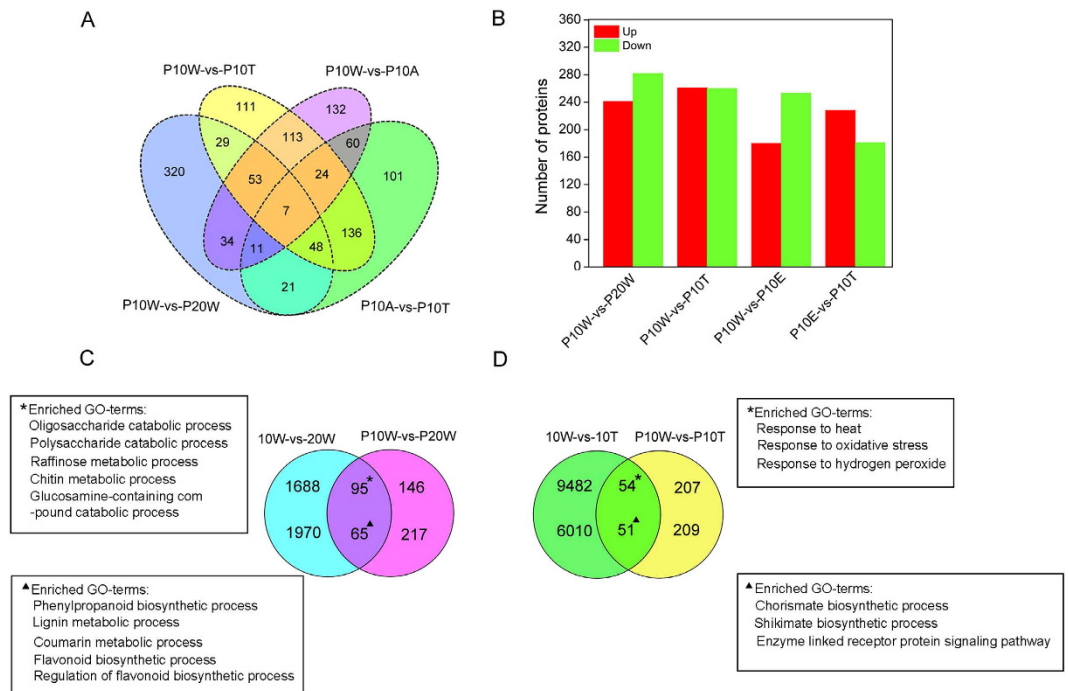 A
P10W-vs-P10T
P10W-vs-P10A
111
132
29
113
60
320
53
24
101
7
34
11
48
136
21
P10W-vs-P20W
P10A-vs-P10T
B
Number of proteins
360
320
280
240
200
160
120
80
40
0
Up
Down
P10W-vs-P20W
P10W-vs-P10T
P10W-vs-P10E
P10E-vs-P10T
C
*Enriched GO-terms:
Oligosaccharide catabolic process
Polysaccharide catabolic process
Raffinose metabolic process
Chitin metabolic process
Glucosamine-containing com
-pound catabolic process
10W-vs-20W
P10W-vs-P20W
1688
95*
146
1970
65▲
217
▲Enriched GO-terms:
Phenylpropanoid biosynthetic process
Lignin metabolic process
Coumarin metabolic process
Flavonoid biosynthetic process
Regulation of flavonoid biosynthetic process
D
10W-vs-10T
P10W-vs-P10T
9482
54*
207
6010
51▲
209
*Enriched GO-terms:
Response to heat
Response to oxidative stress
Response to hydrogen peroxide
▲Enriched GO-terms:
Chorismate biosynthetic process
Shikimate biosynthetic process
Enzyme linked receptor protein signaling pathway